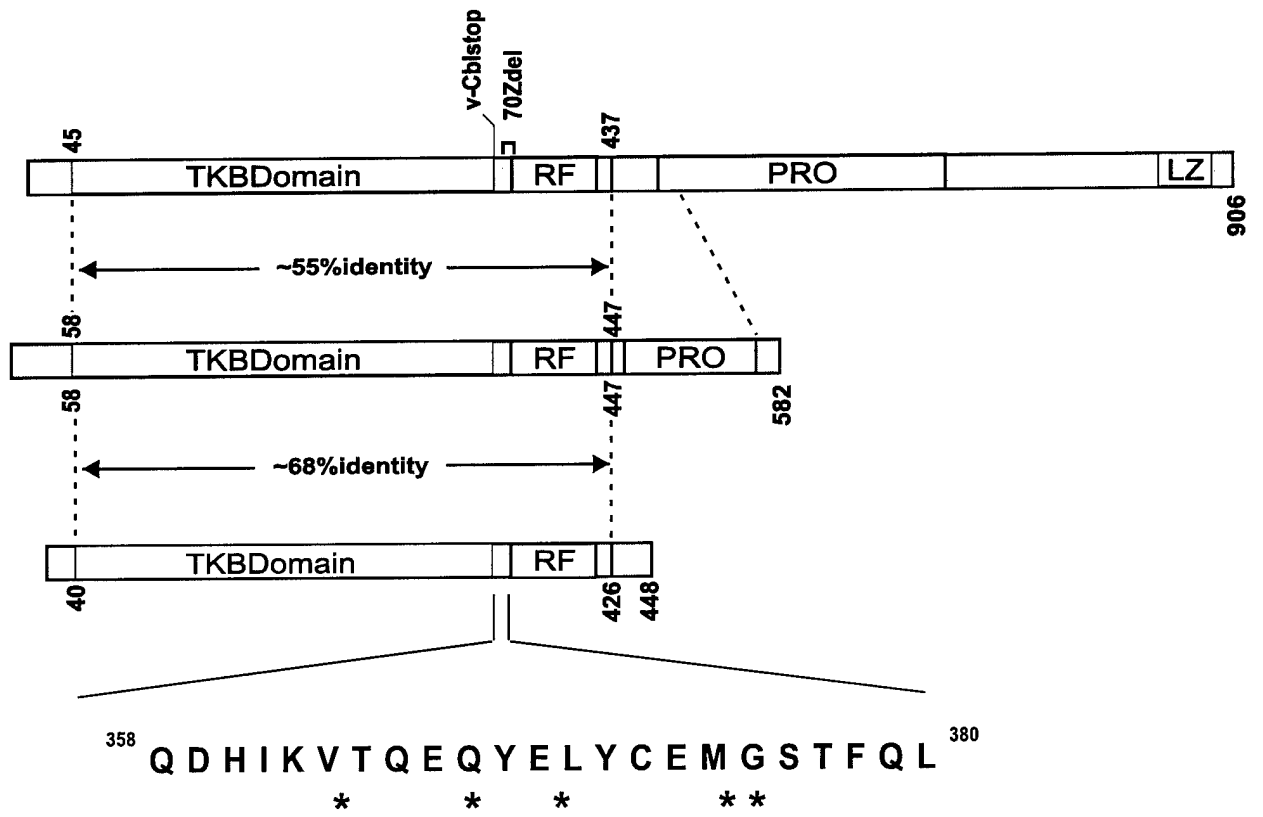 v-Cblstop
70Zdel
45
437
TKBDomain RF PRO LZ
906
~55%identity
58
447
TKBDomain RF PRO
58
447
582
~68%identity
TKBDomain RF
40
426
448
358 QDHIKVTQEQYELYCEMGSTFQL 380
* * * * *